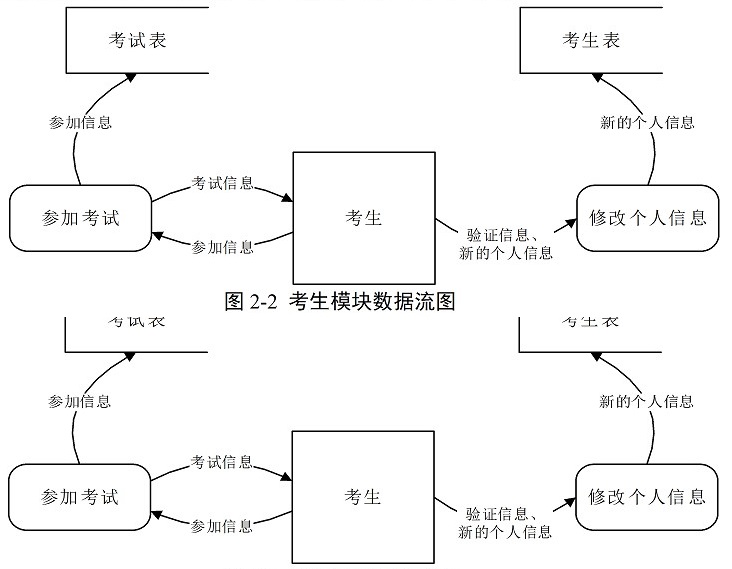 考试表
考生表
参加信息
新的个人信息
考试信息
参加考试
考生
修改个人信息
参加信息
验证信息、
新的个人信息
图 2-2 考生模块数据流图
考试表
考生表
参加信息
新的个人信息
考试信息
参加考试
考生
修改个人信息
参加信息
验证信息、
新的个人信息